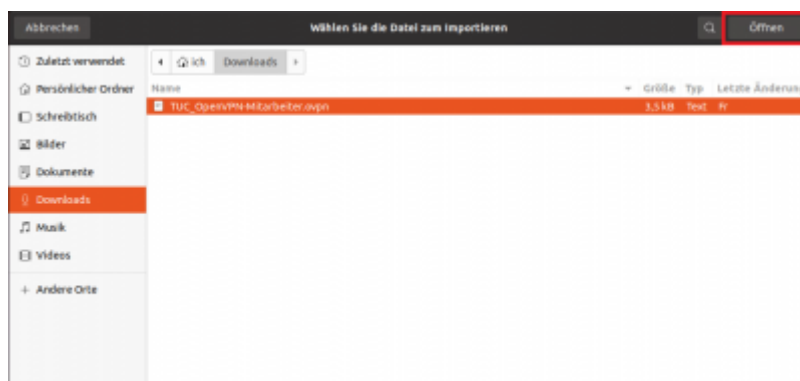 Abbrechen Wählen Sie die Datei zum Importieren Öffnen
Zuletzt verwendet ich Downloads
Persönlicher Ordner Name Größe Typ Letzte Änderun
TUC_OpenVPN-Mitarbeiter.ovpn 3,5 kB Text Fr
Schreibtisch
Bilder
Dokumente
Downloads
Musik
Videos
Andere Orte